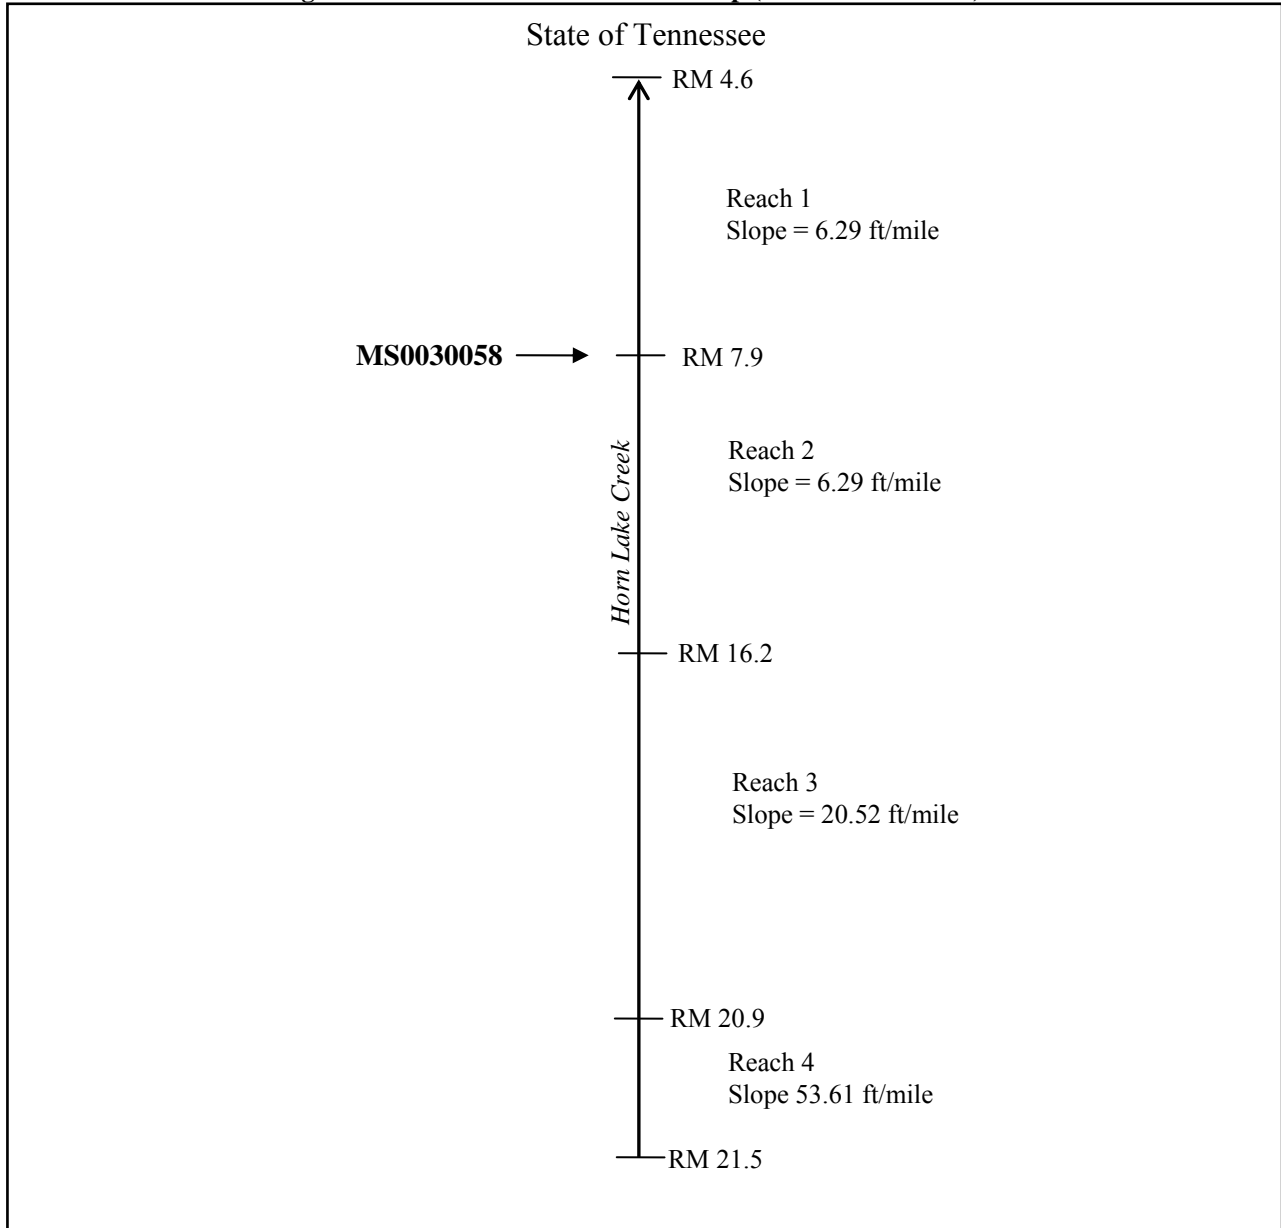 State of Tennessee
RM 4.6
Reach 1
Slope = 6.29 ft/mile
MS0030058
RM 7.9
Reach 2
Slope = 6.29 ft/mile
Horn Lake Creek
RM 16.2
Reach 3
Slope = 20.52 ft/mile
RM 20.9
Reach 4
Slope 53.61 ft/mile
RM 21.5